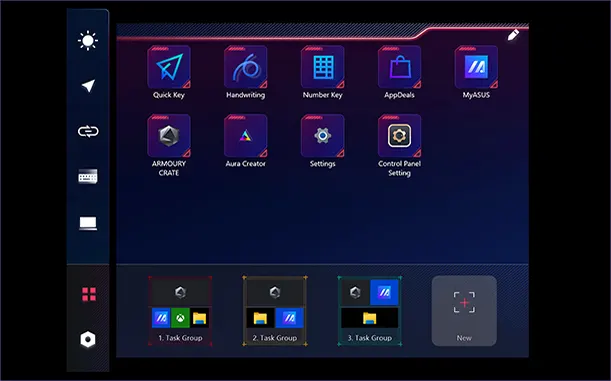 Quick Key
Handwriting
Number Key
AppDeals
MyASUS
ARMOURY
CRATE
Aura Creator
Settings
Control Panel
Setting
1. Task Group
2. Task Group
3. Task Group
New